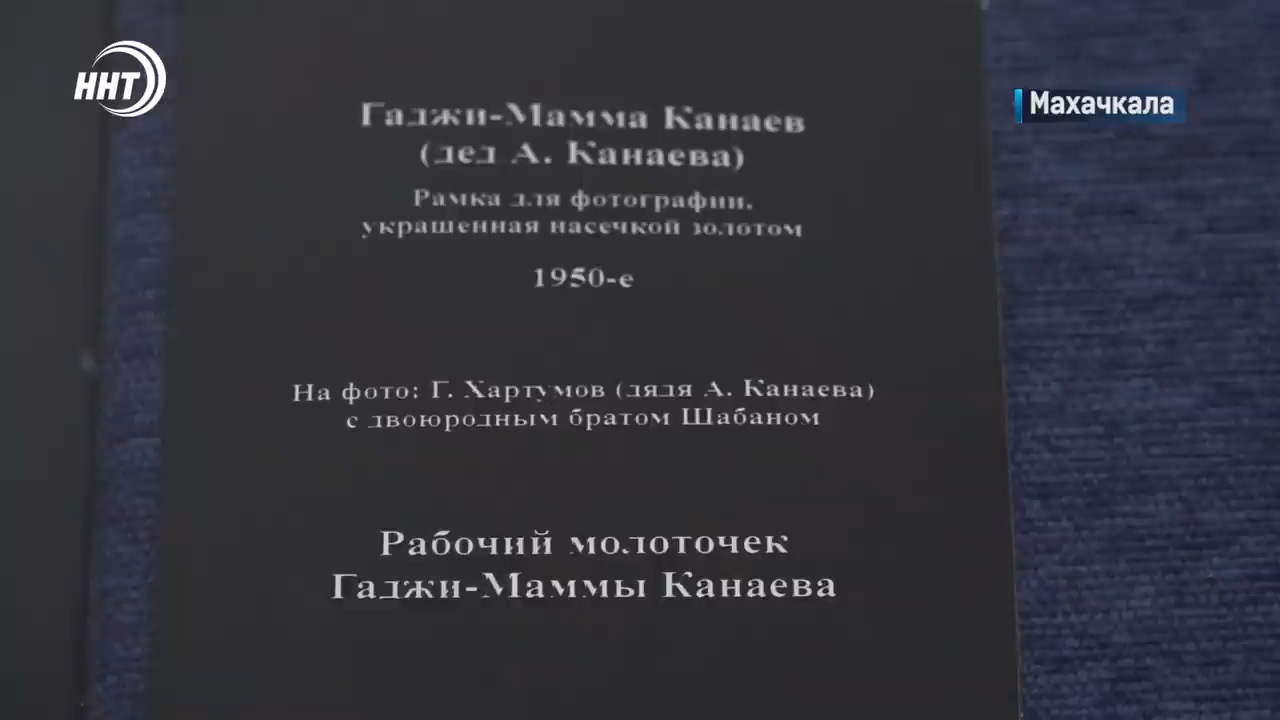 ННТ
Махачкала
Гаджи-Мамма Канаев
(дед А. Канаева)
Рамка для фотографии,
украшенная насечкой золотом
1950-е
На фото: Г. Хартумов (дядя А. Канаева)
с двоюродным братом Шабаном
Рабочий молоточек
Гаджи-Маммы Канаева